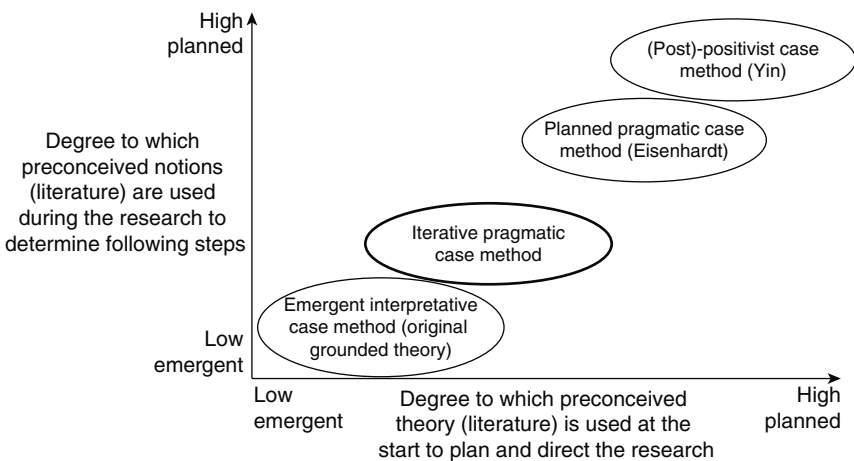 High
planned
(Post)-positivist case
method (Yin)
Planned pragmatic case
method (Eisenhardt)
Degree to which
preconceived notions
(literature) are used
during the research to
determine following steps
Iterative pragmatic
case method
Emergent interpretative
case method (original
grounded theory)
Low
emergent
Low
emergent
Degree to which preconceived
theory (literature) is used at the
start to plan and direct the research
High
planned